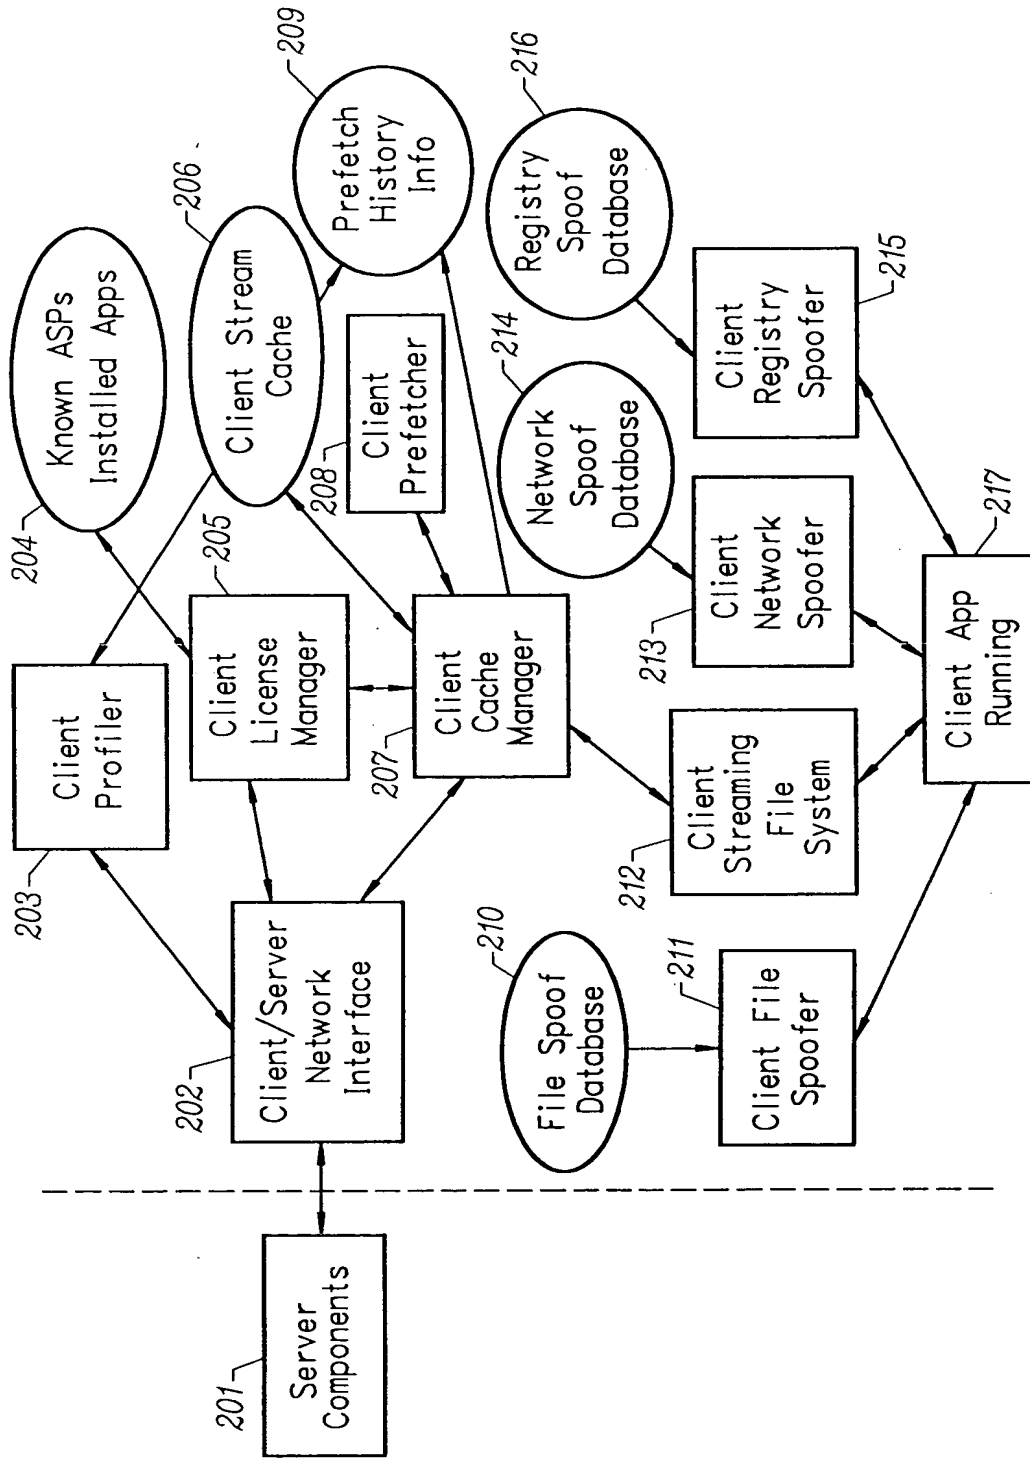 201
Server
Components
202
Client/Server
Network
Interface
203
Client
Profiler
204
Known ASPs
Installed Apps
205
Client
License
Manager
206
Client Stream
Cache
207
Client
Cache
Manager
208
Client
Prefetcher
209
Prefetch
History
Info
210
File Spoof
Database
211
Client File
Spoofer
212
Client
Streaming
File
System
213
Client
Network
Spoofer
214
Network
Spoof
Database
215
Client
Registry
Spoofer
216
Registry
Spoof
Database
217
Client App
Running